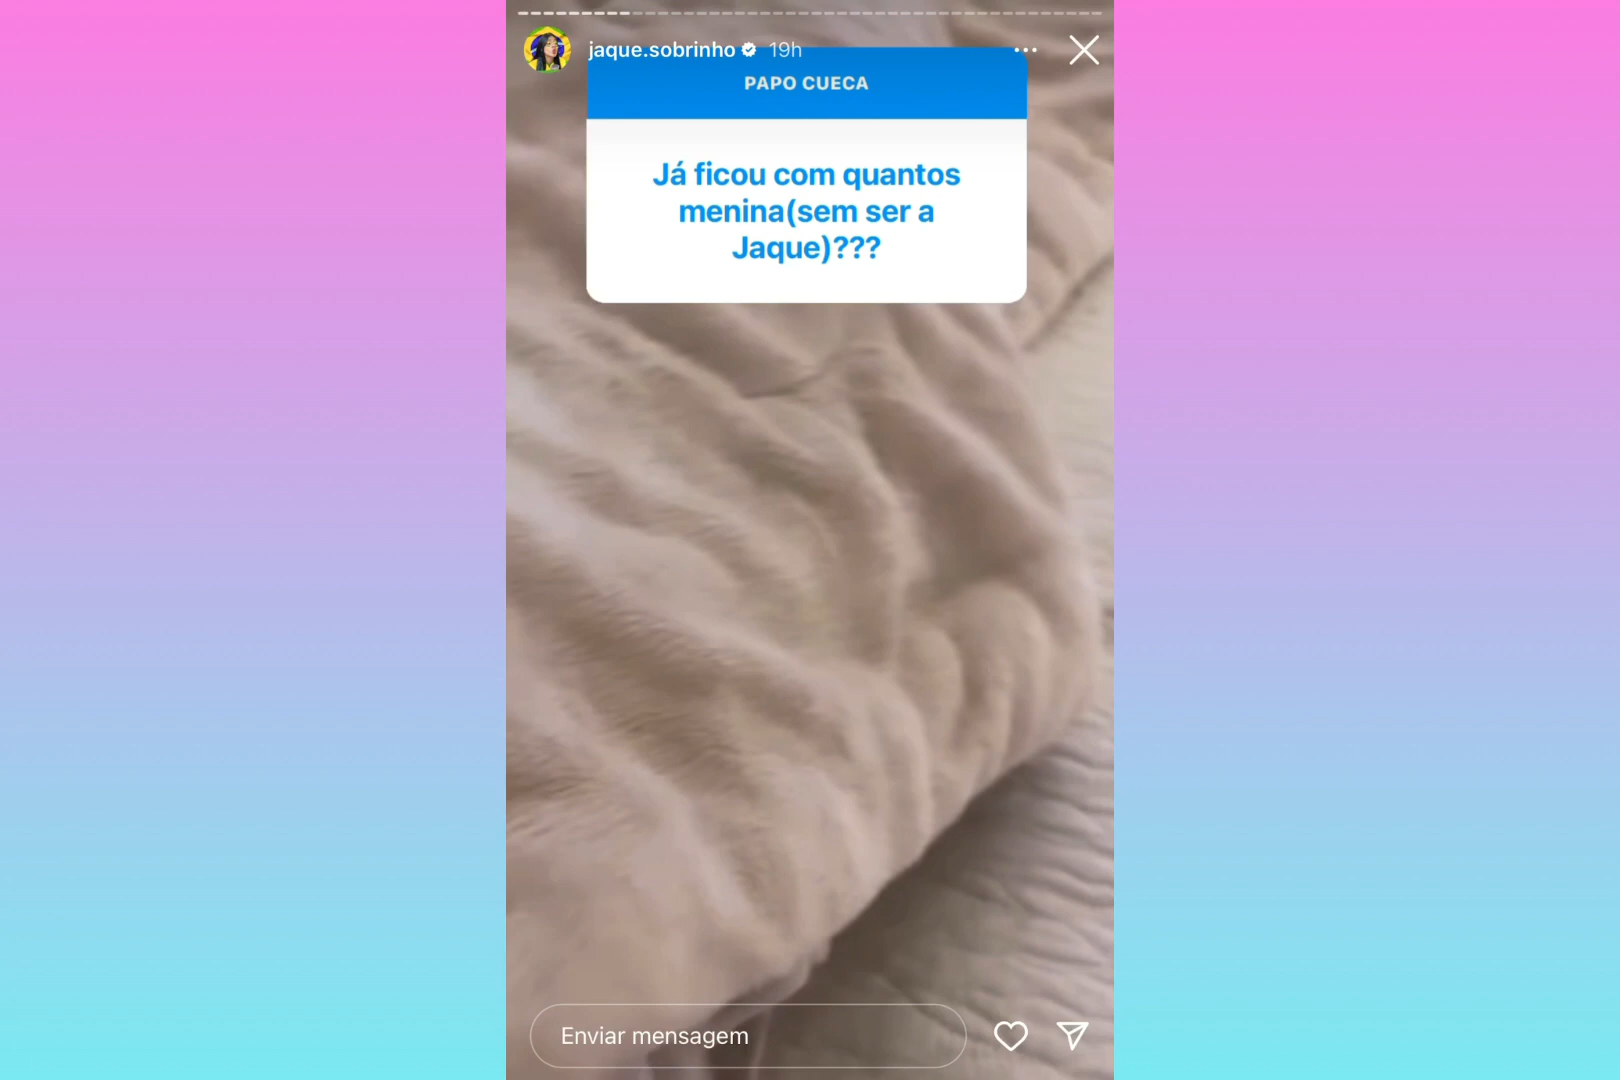 jaque.sobrinho 19h
PAPO CUECA
Já ficou com quantos
menina(sem ser a
Jaque)???
Enviar mensagem